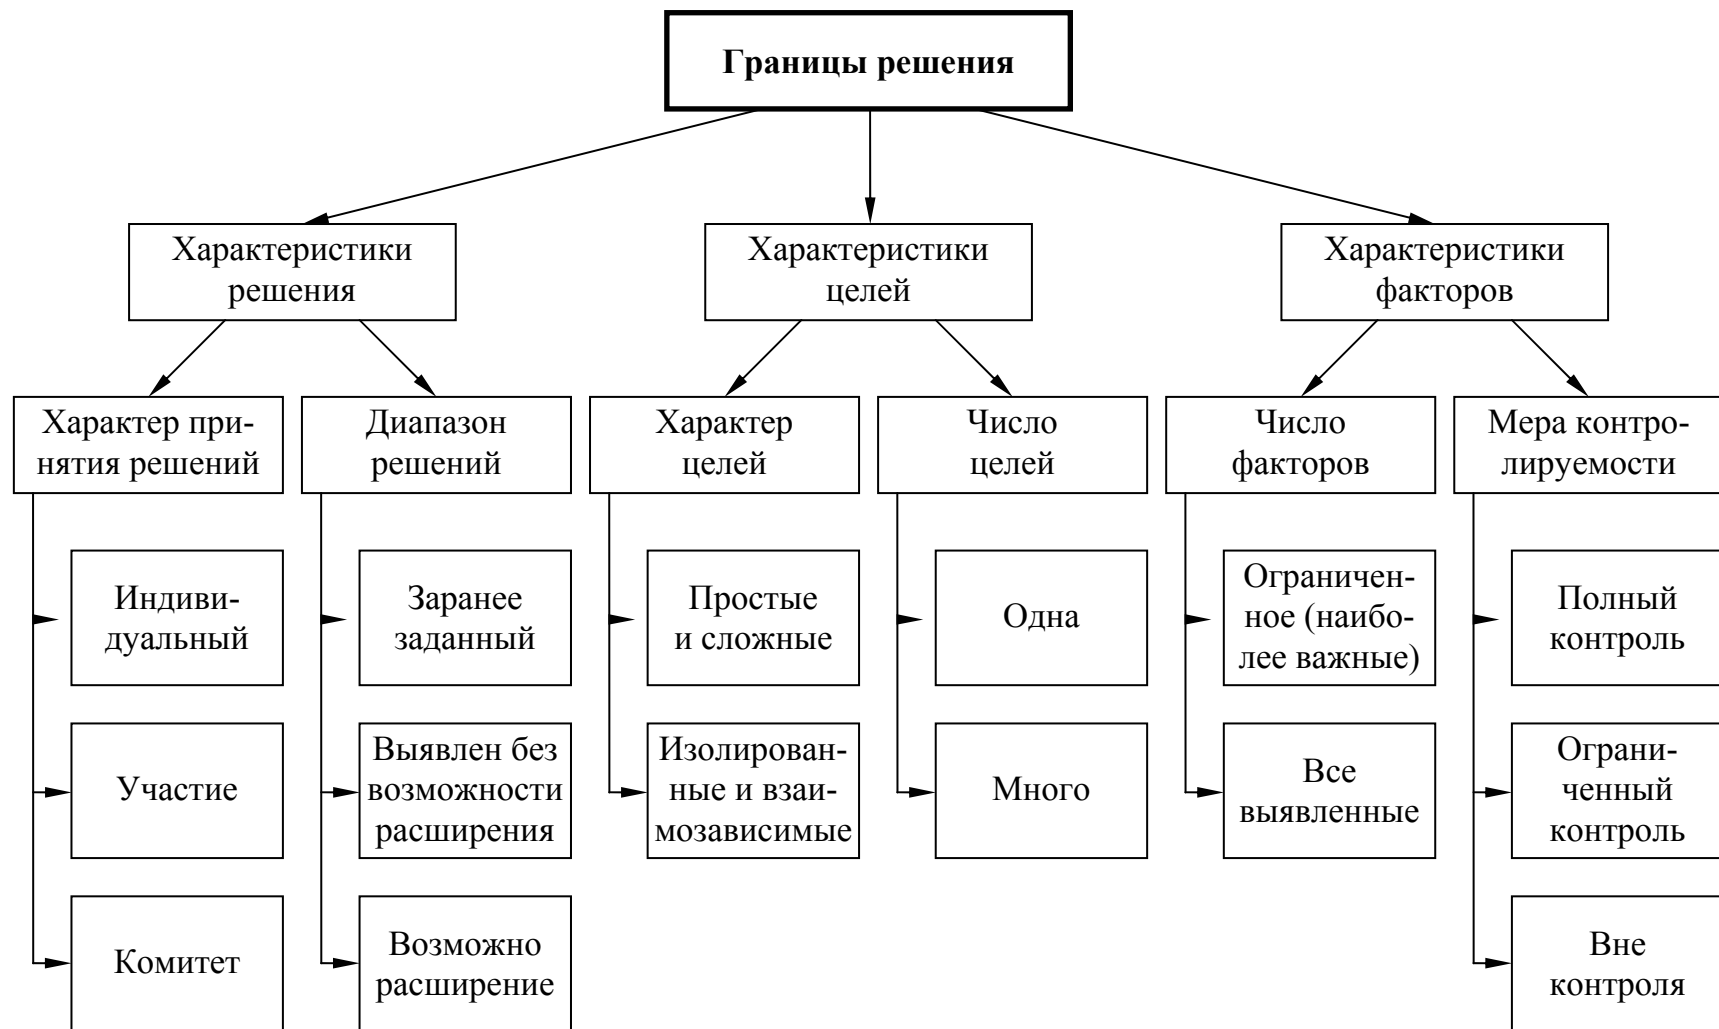 Границы решения
Характеристики
решения
Характеристики
целей
Характеристики
факторов
Характер при-
нятия решений
Диапазон
решений
Характер
целей
Число
целей
Число
факторов
Мера контро-
лируемости
Индиви-
дуальный
Заранее
заданный
Простые
и сложные
Одна
Ограничен-
ное (наибо-
лее важные)
Полный
контроль
Участие
Выявлен без
возможности
расширения
Изолирован-
ные и взаи-
мозависимые
Много
Все
выявленные
Ограни-
ченный
контроль
Комитет
Возможно
расширение
Вне
контроля